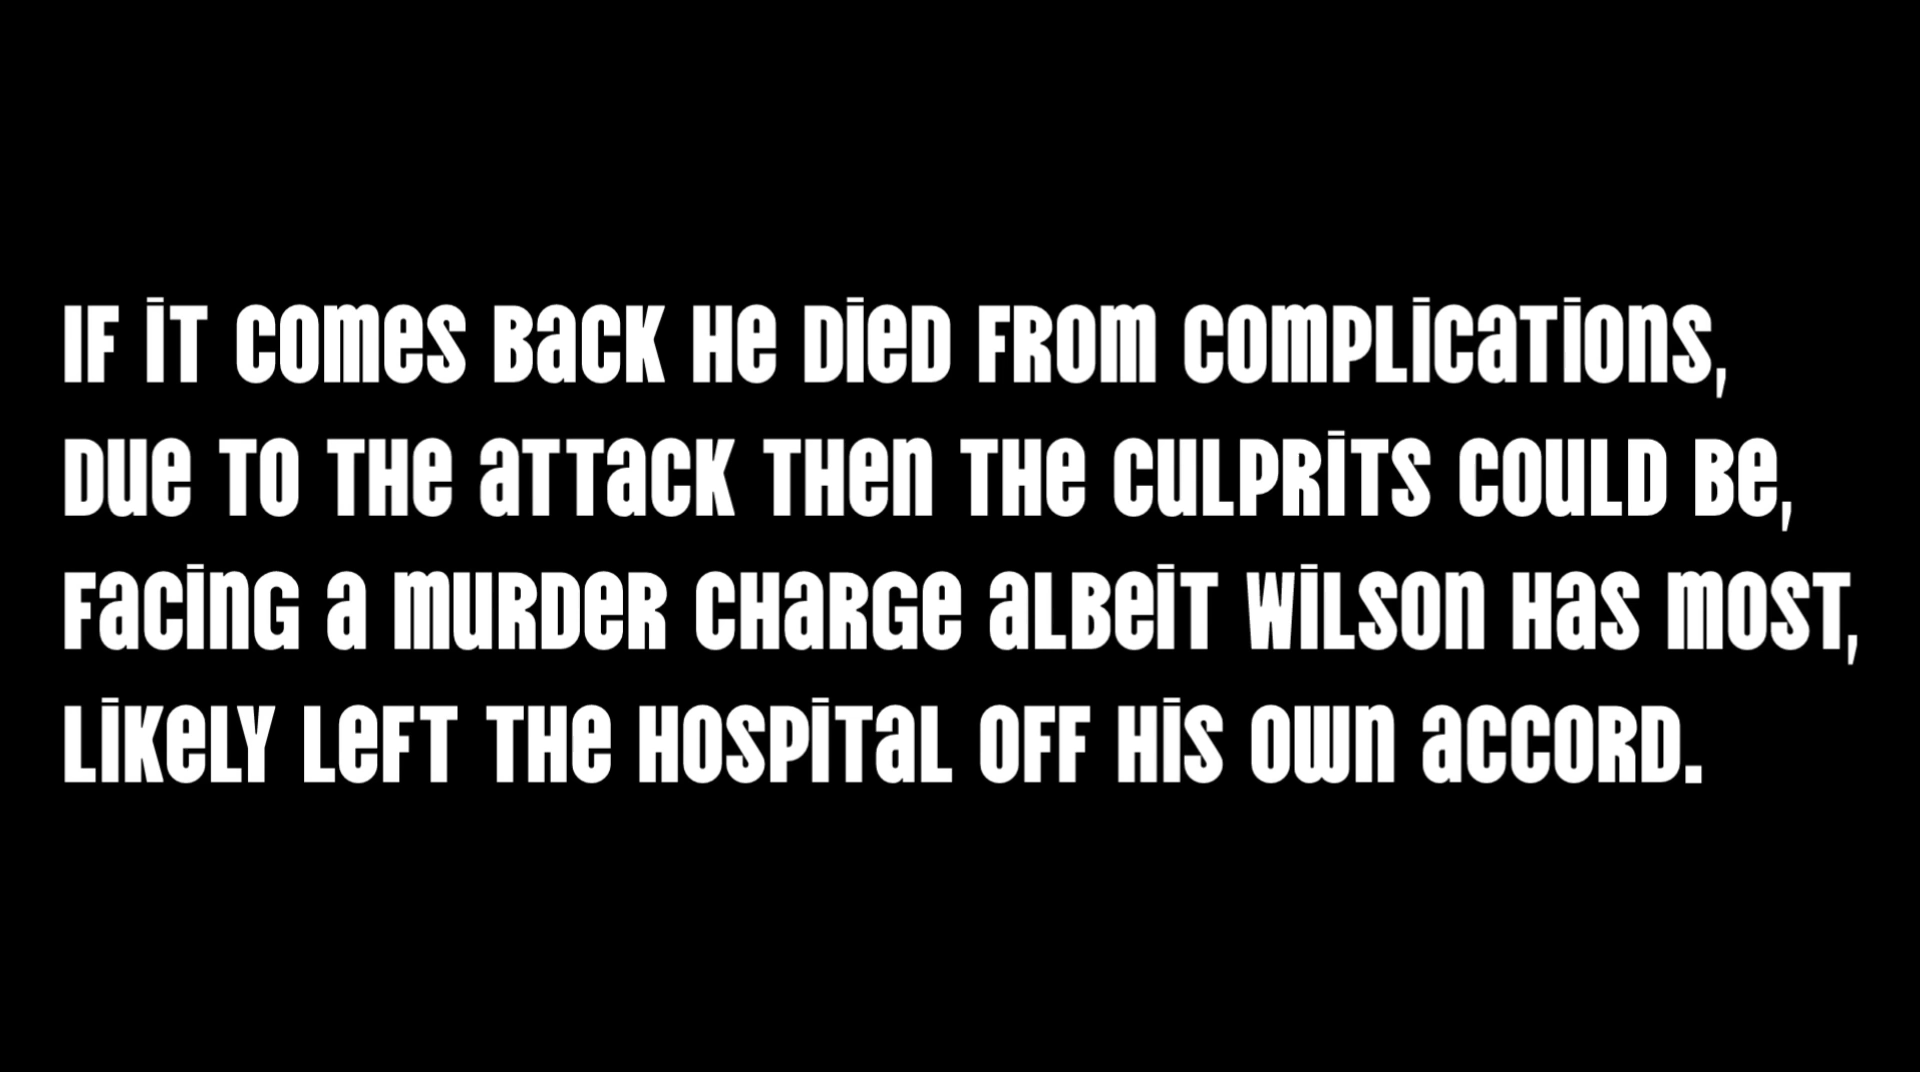 If it comes back he died from complications,
due to the attack then the culprits could be,
facing a murder charge albeit Wilson has most,
likely left the hospital off his own accord.